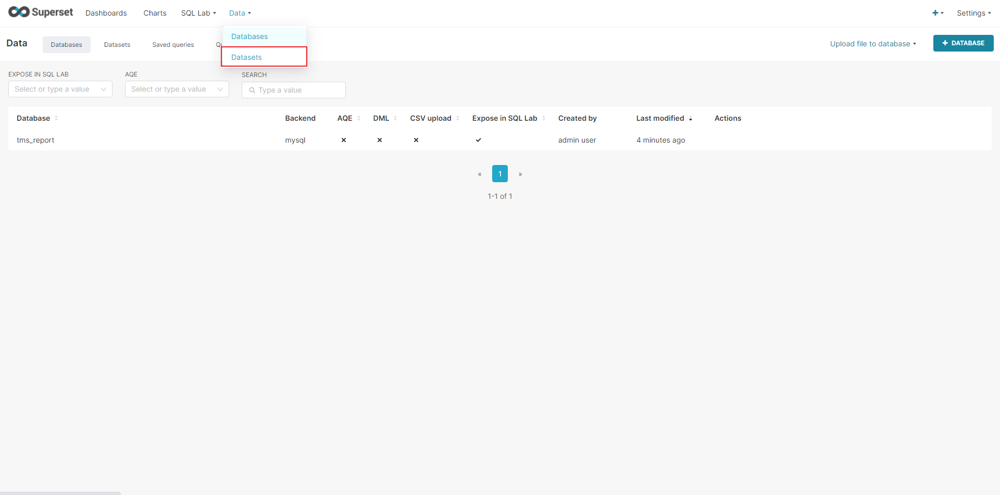 Superset Dashboards Charts SQL Lab Data Settings
Databases
Data Databases Datasets Saved queries Upload file to database + DATABASE
Datasets
EXPOSE IN SQL LAB AQE SEARCH
Select or type a value Select or type a value Type a value
Database Backend AQE DML CSV upload Expose in SQL Lab Created by Last modified Actions
tms_report mysql admin user 4 minutes ago
« 1 »
1-1 of 1